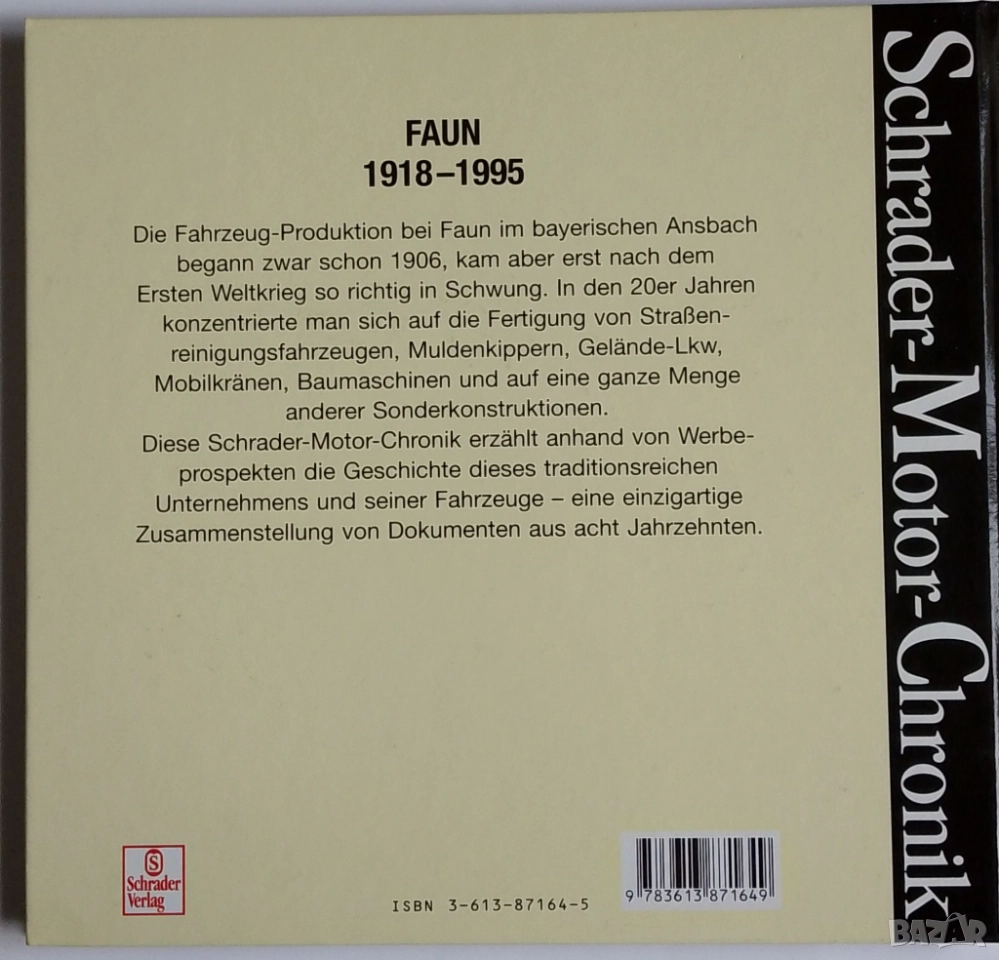 FAUN
1918–1995
Die Fahrzeug-Produktion bei Faun im bayerischen Ansbach
begann zwar schon 1906, kam aber erst nach dem
Ersten Weltkrieg so richtig in Schwung. In den 20er Jahren
konzentrierte man sich auf die Fertigung von Straßen-
reinigungsfahrzeugen, Muldenkippern, Gelände-Lkw,
Mobilkränen, Baumaschinen und auf eine ganze Menge
anderer Sonderkonstruktionen.
Diese Schrader-Motor-Chronik erzählt anhand von Werbe-
prospekten die Geschichte dieses traditionsreichen
Unternehmens und seiner Fahrzeuge – eine einzigartige
Zusammenstellung von Dokumenten aus acht Jahrzehnten.
S
Schrader
Verlag
ISBN 3-613-87164-5
9 783613 871649
Schrader-Motor-Chronik
BAZAR